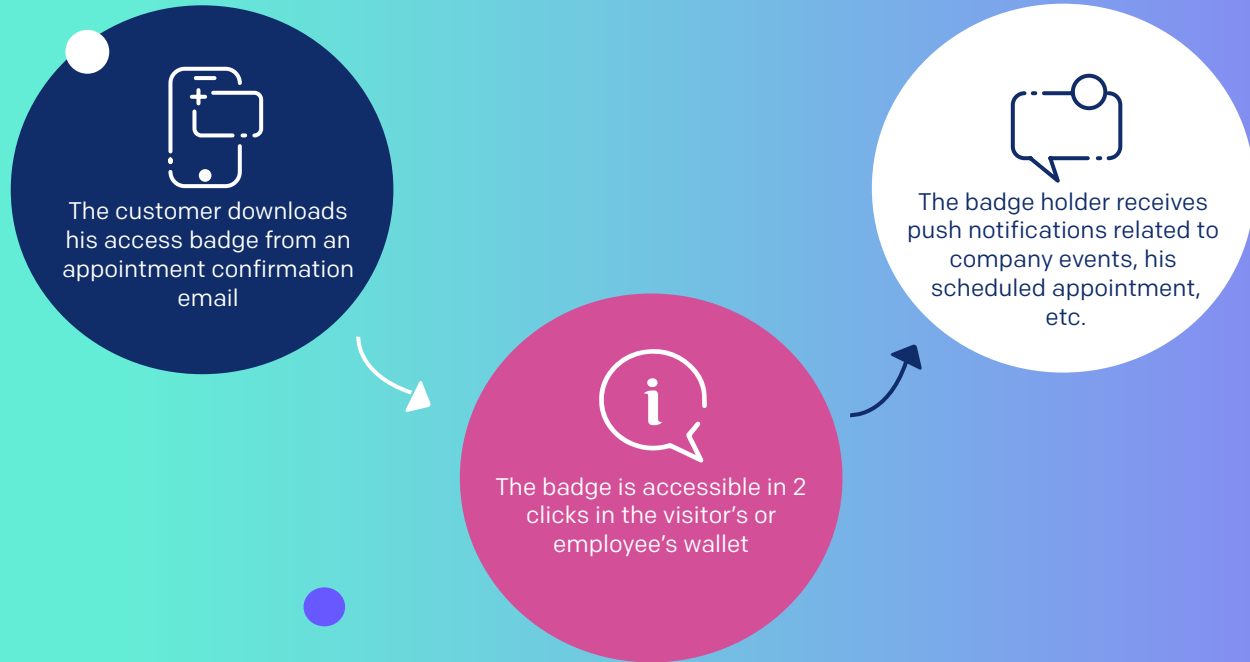 The customer downloads
his access badge from an
appointment confirmation
email
The badge is accessible in 2
clicks in the visitor’s or
employee’s wallet
The badge holder receives
push notifications related to
company events, his
scheduled appointment,
etc.